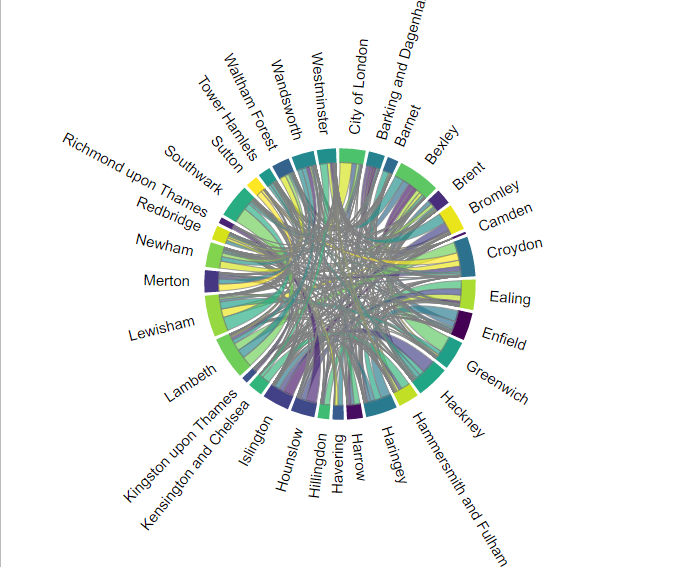 City of London
Barking and Dagenha
Barnet
Bexley
Brent
Bromley
Camden
Croydon
Ealing
Enfield
Greenwich
Hackney
Hammersmith and Fulham
Haringey
Harrow
Havering
Hillingdon
Hounslow
Islington
Kensington and Chelsea
Kingston upon Thames
Lambeth
Lewisham
Merton
Newham
Redbridge
Richmond upon Thames
Southwark
Sutton
Tower Hamlets
Waltham Forest
Wandsworth
Westminster